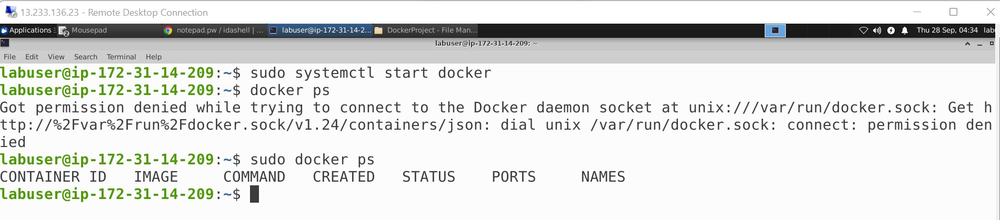 13.233.136.23 - Remote Desktop Connection
Applications 2 Mousepad notepad.pw / idashell | ... labuser@ip-172-31-14-2... DockerProject - File Man... Thu 28 Sep, 04:34 lab
labuser@ip-172-31-14-209: ~
File Edit View Search Terminal Help
labuser@ip-172-31-14-209:~$ sudo systemctl start docker
labuser@ip-172-31-14-209:~$ docker ps
Got permission denied while trying to connect to the Docker daemon socket at unix:///var/run/docker.sock: Get h
ttp://%2Fvar%2Frun%2Fdocker.sock/v1.24/containers/json: dial unix /var/run/docker.sock: connect: permission den
ied
labuser@ip-172-31-14-209:~$ sudo docker ps
CONTAINER ID IMAGE COMMAND CREATED STATUS PORTS NAMES
labuser@ip-172-31-14-209:~$